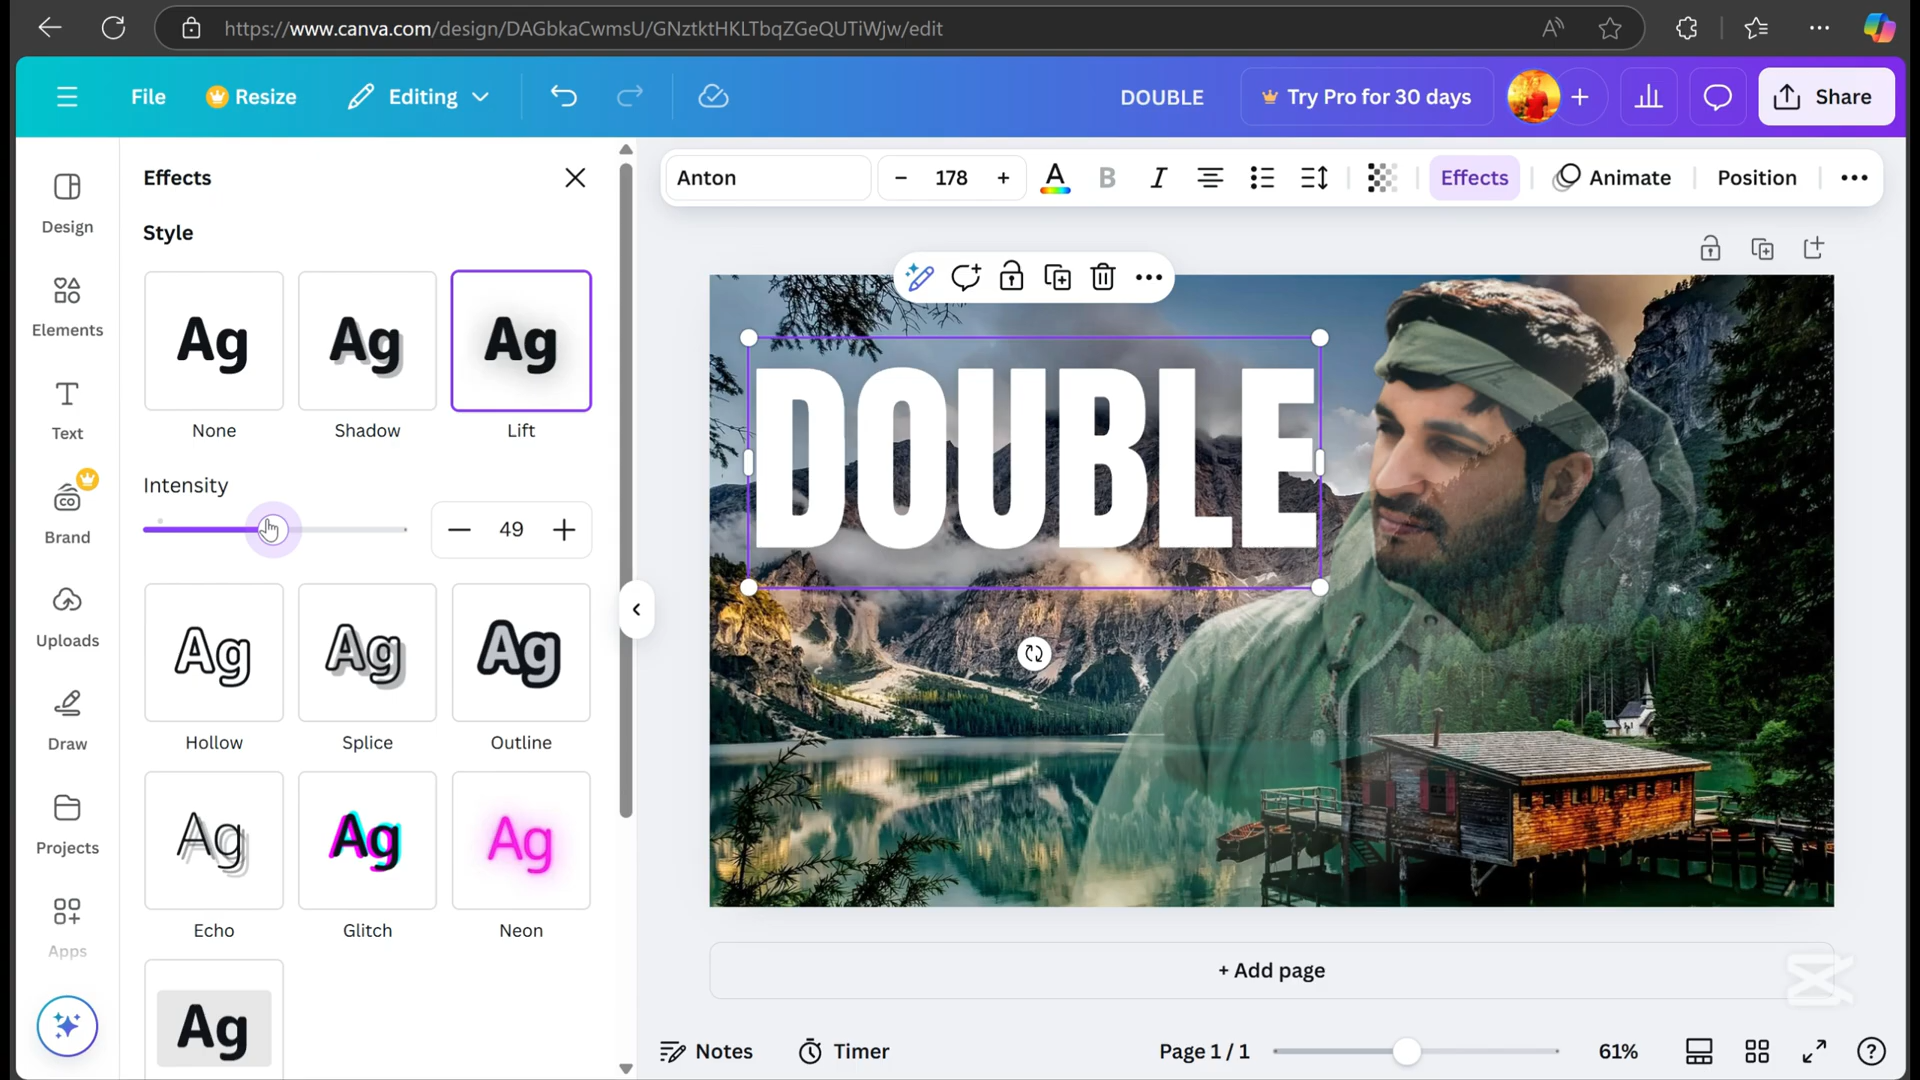 https://www.canva.com/design/DAGbkaCwmsU/GNztktHKLTbqZGeQUTiWjw/edit
File
Resize
Editing
DOUBLE
Try Pro for 30 days
Share
Design
Elements
Text
Brand
Uploads
Draw
Projects
Apps
Effects
Style
Ag
Ag
Ag
None
Shadow
Lift
Intensity
49
Ag
Ag
Ag
Hollow
Splice
Outline
Ag
Ag
Ag
Echo
Glitch
Neon
Ag
Anton
178
A
B
I
Effects
Animate
Position
DOUBLE
+ Add page
Notes
Timer
Page 1 / 1
61%